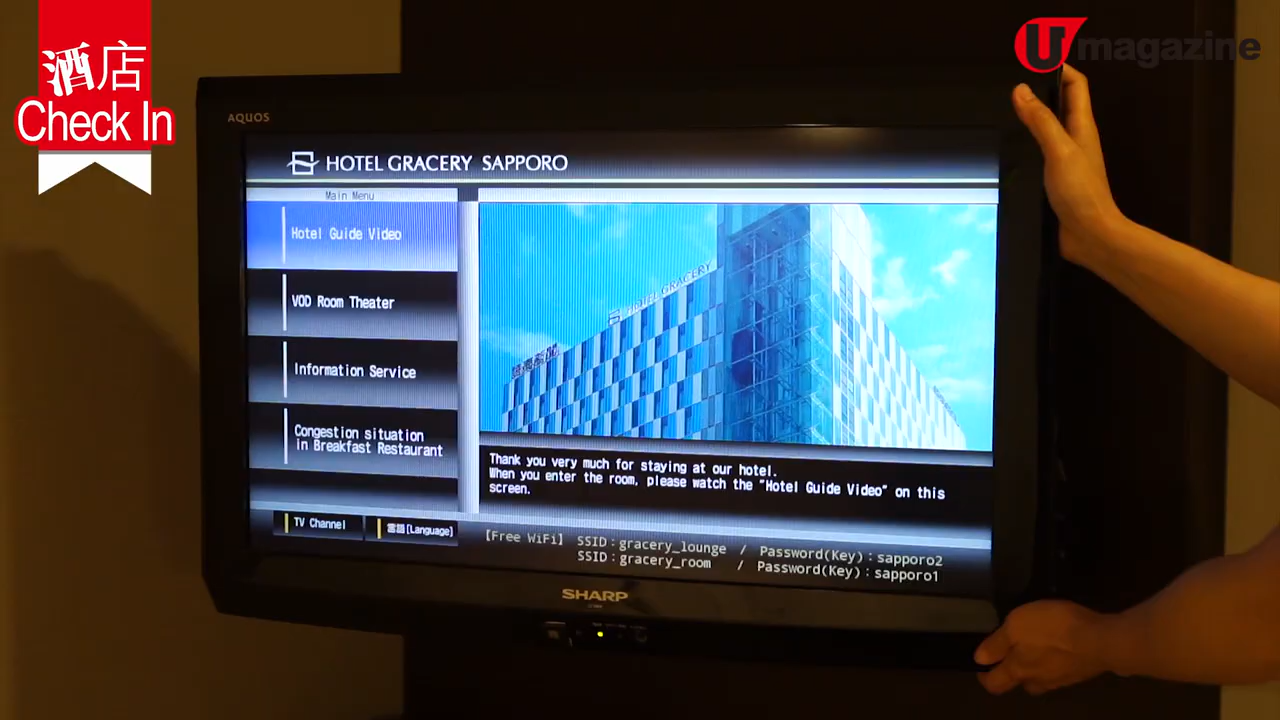 酒店
Check In
U magazine
AQUOS
HOTEL GRACERY SAPPORO
Main Menu
Hotel Guide Video
VOD Room Theater
Information Service
Congestion situation
in Breakfast Restaurant
HOTEL GRACERY
Thank you very much for staying at our hotel.
When you enter the room, please watch the "Hotel Guide Video" on this
screen.
TV Channel
言語[Language]
[Free WiFi] SSID:gracery_lounge / Password(Key):sapporo2
SSID:gracery_room / Password(Key):sapporo1
SHARP